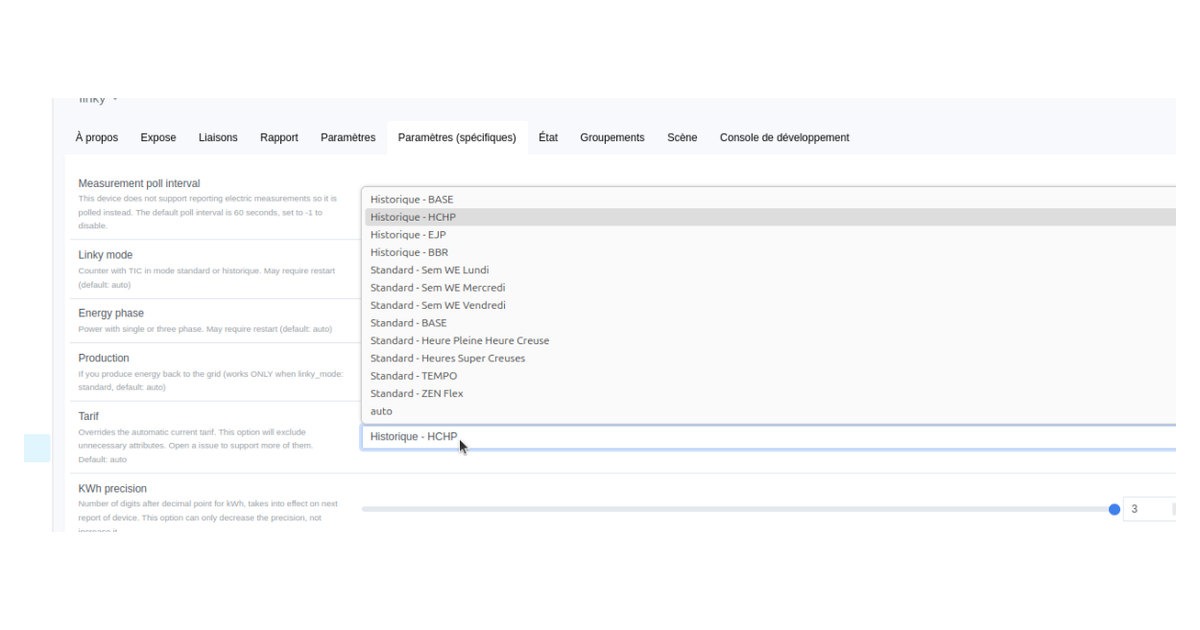 linky
À propos Expose Liaisons Rapport Paramètres Paramètres (spécifiques) État Groupements Scène Console de développement
Measurement poll interval
This device does not support reporting electric measurements so it is
polled instead. The default poll interval is 60 seconds, set to -1 to
disable.
Linky mode
Counter with TIC in mode standard or historique. May require restart
(default: auto)
Energy phase
Power with single or three phase. May require restart (default: auto)
Production
If you produce energy back to the grid (works ONLY when linky_mode:
standard, default: auto)
Tarif
Overrides the automatic current tarif. This option will exclude
unnecessary attributes. Open a issue to support more of them.
Default: auto
Historique - BASE
Historique - HCHP
Historique - EJP
Historique - BBR
Standard - Sem WE Lundi
Standard - Sem WE Mercredi
Standard - Sem WE Vendredi
Standard - BASE
Standard - Heure Pleine Heure Creuse
Standard - Heures Super Creuses
Standard - TEMPO
Standard - ZEN Flex
auto
Historique - HCHP
KWh precision
Number of digits after decimal point for kWh, takes into effect on next
report of device. This option can only decrease the precision, not
increase it.
3